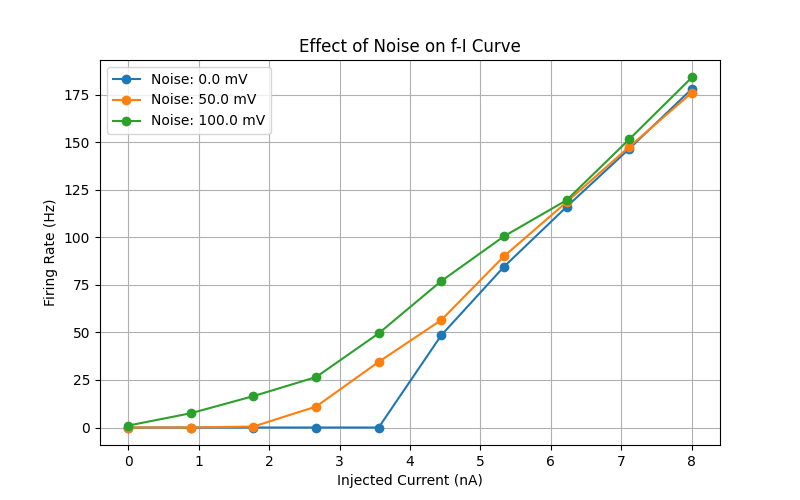 Effect of Noise on f-I Curve
Noise: 0.0 mV
Noise: 50.0 mV
Noise: 100.0 mV
Firing Rate (Hz)
175
150
125
100
75
50
25
0
0 1 2 3 4 5 6 7 8
Injected Current (nA)